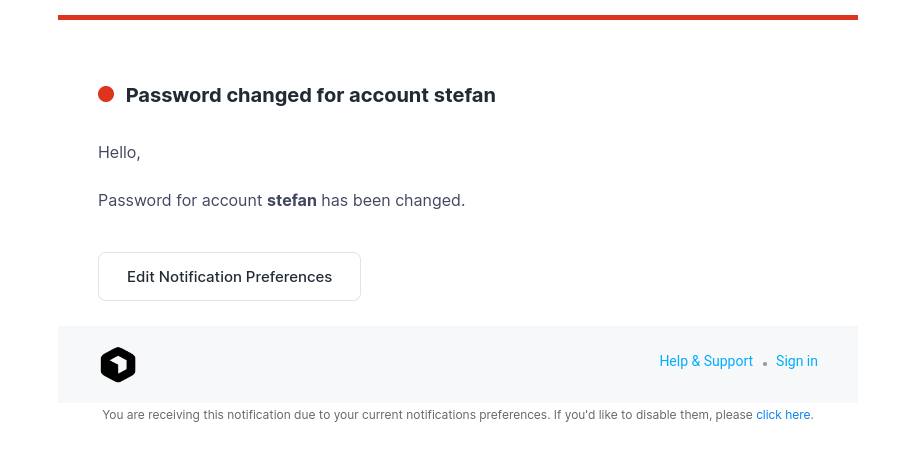 Password changed for account stefan
Hello,
Password for account stefan has been changed.
Edit Notification Preferences
Help & Support • Sign in
You are receiving this notification due to your current notifications preferences. If you'd like to disable them, please click here.